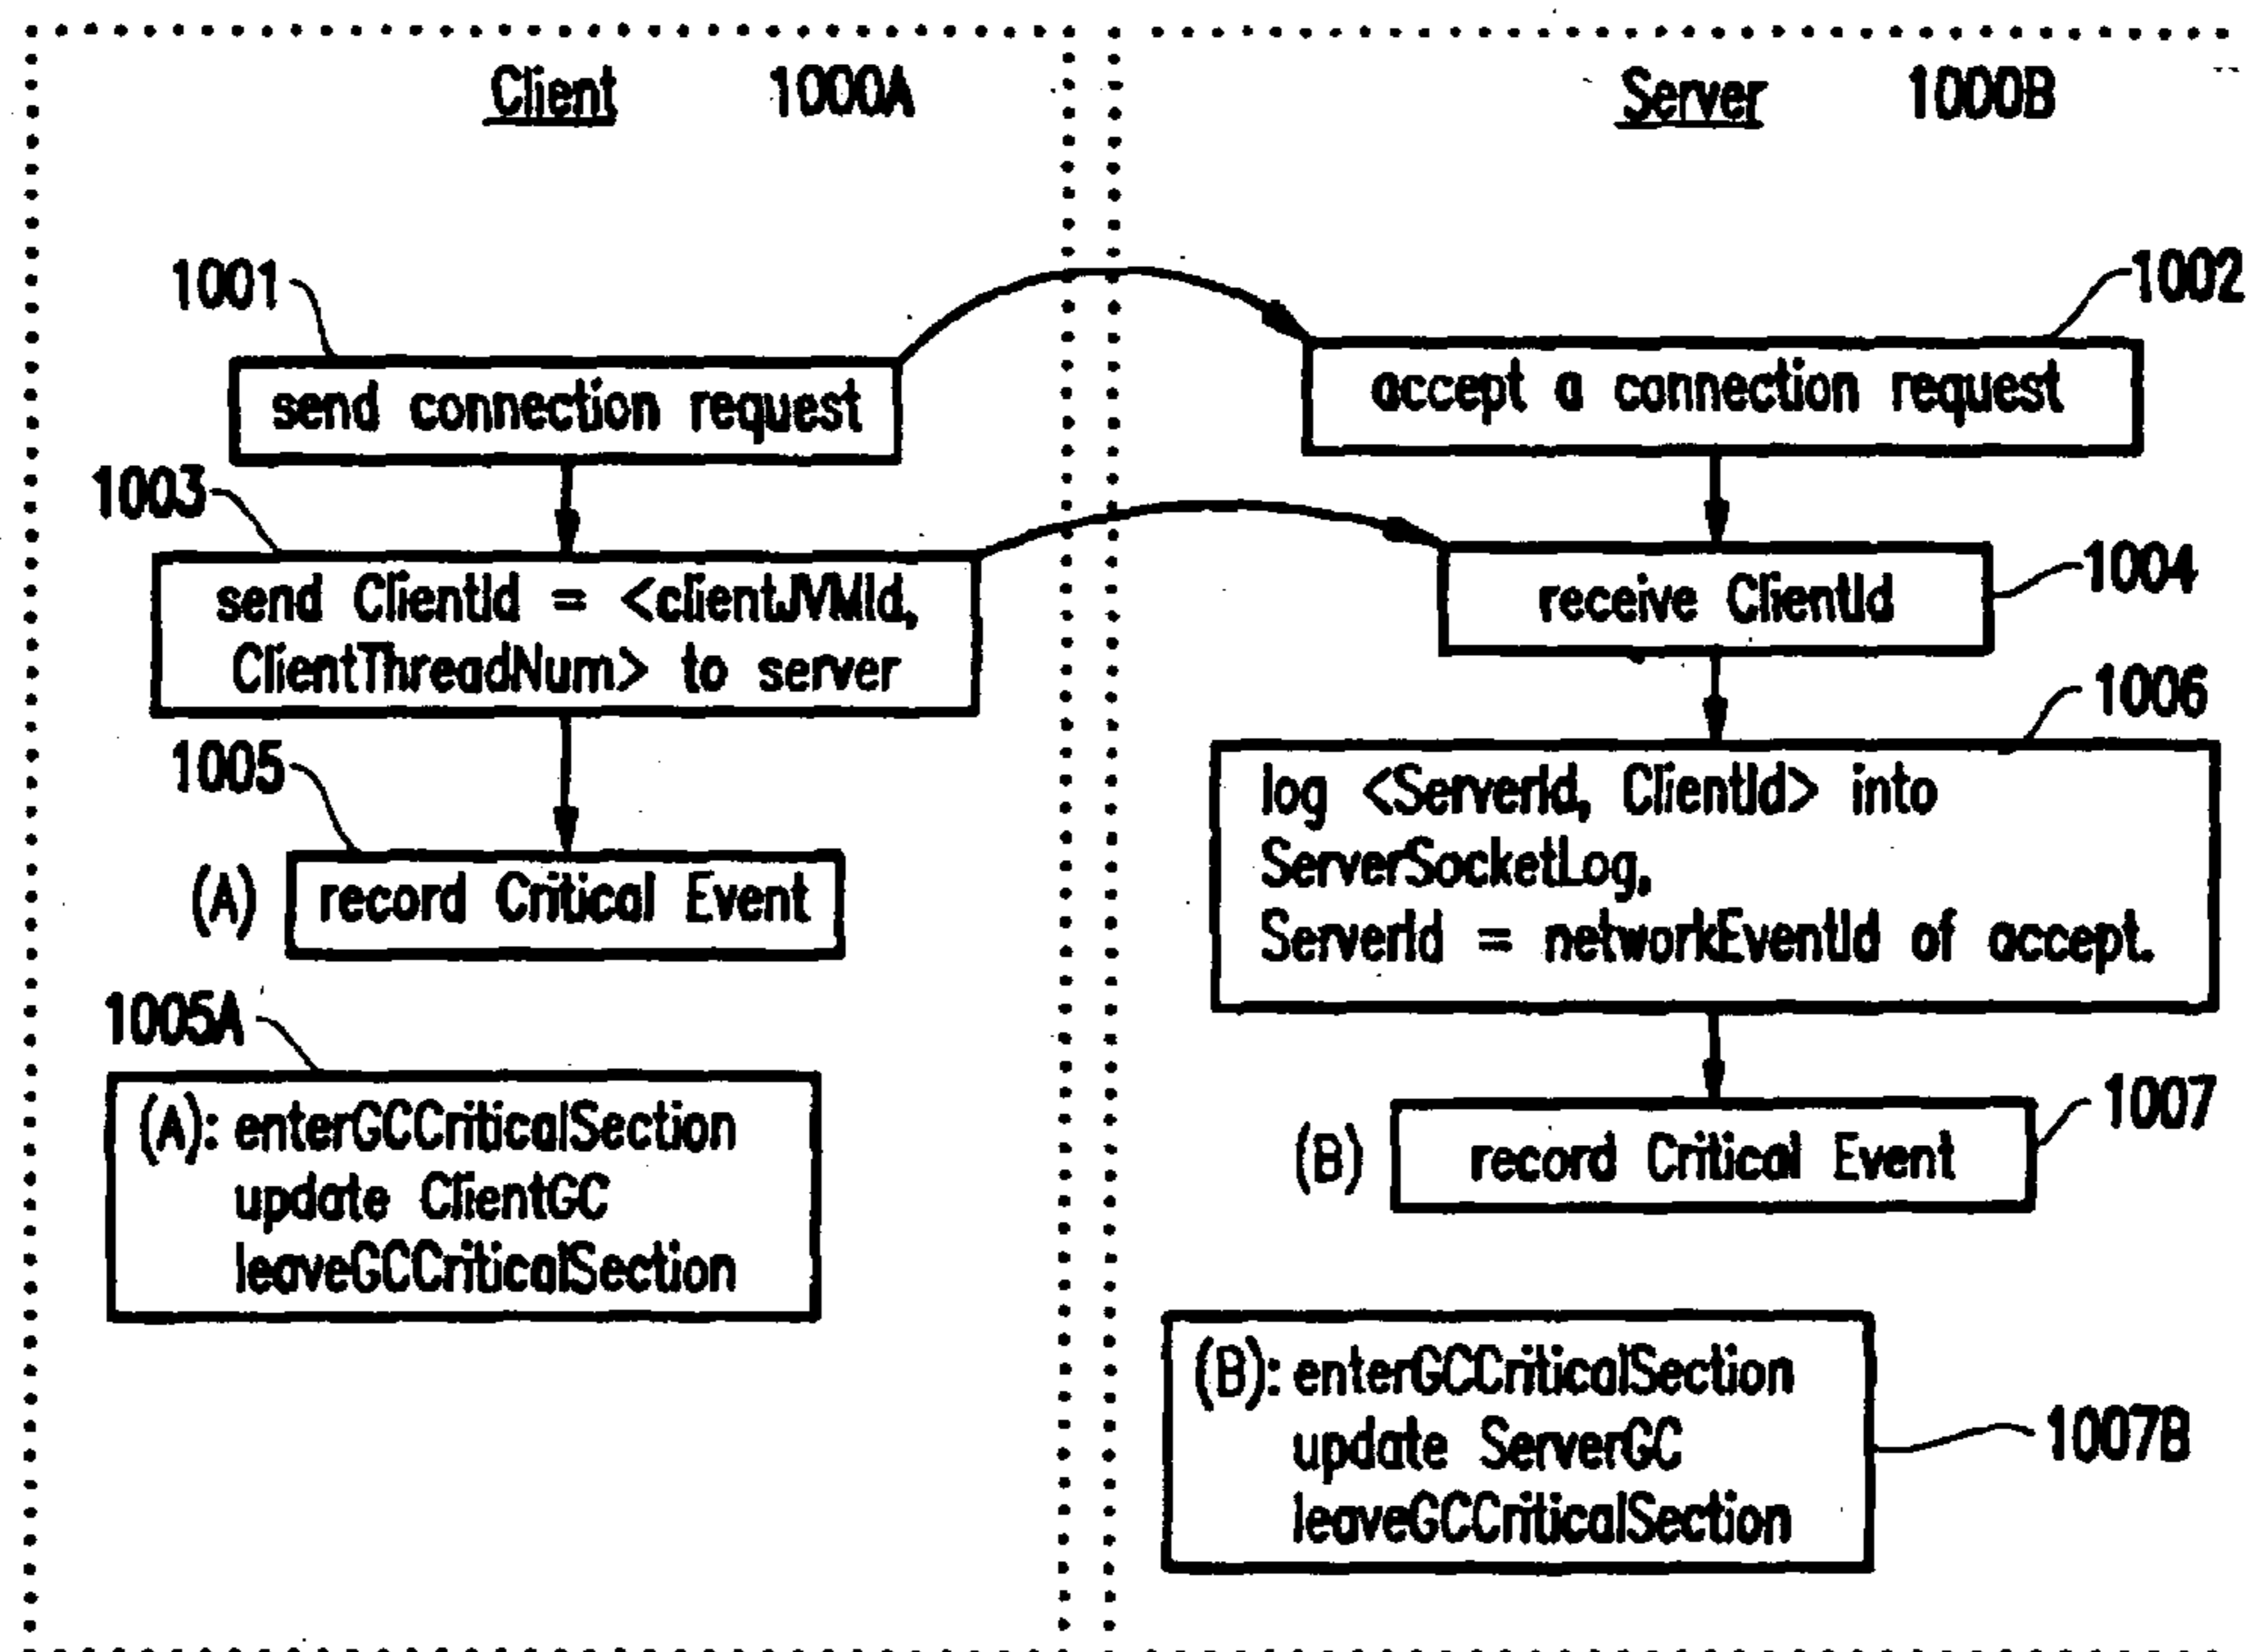 Client 1000A
1001
send connection request
1003
send ClientId = <clientJVMId,
ClientThreadNum> to server
1005
(A) record Critical Event
1005A
(A): enterGCCriticalSection
update ClientGC
leaveGCCriticalSection
Server 1000B
1002
accept a connection request
receive ClientId 1004
1006
log <ServerId, ClientId> into
ServerSocketLog,
ServerId = networkEventId of accept.
1007
(B) record Critical Event
(B): enterGCCriticalSection
update ServerGC 1007B
leaveGCCriticalSection